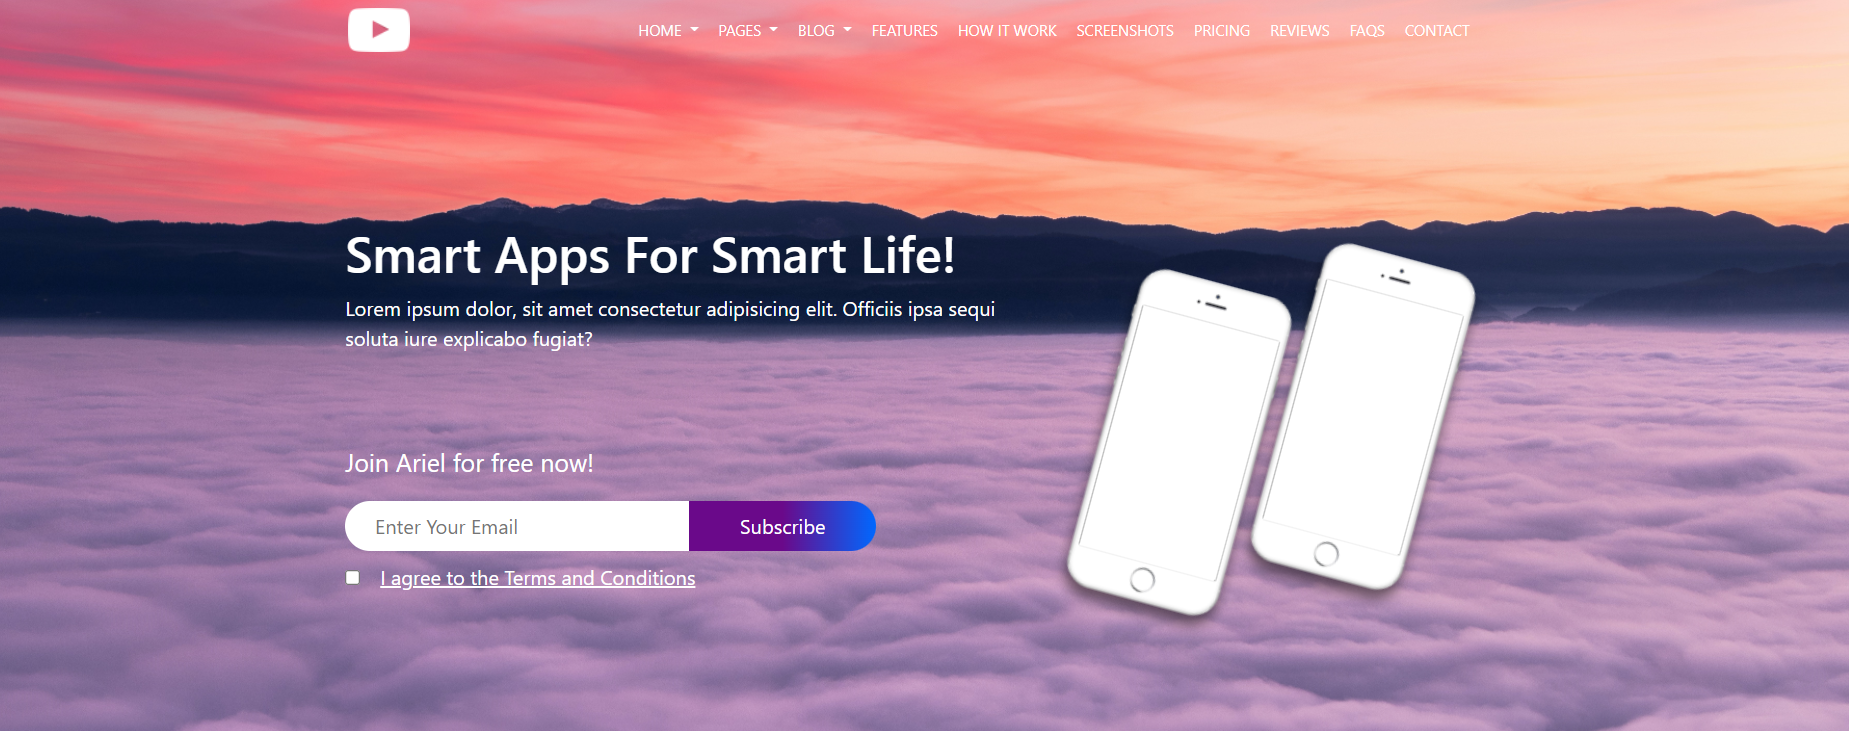 HOME PAGES BLOG FEATURES HOW IT WORK SCREENSHOTS PRICING REVIEWS FAQS CONTACT
Smart Apps For Smart Life!
Lorem ipsum dolor, sit amet consectetur adipisicing elit. Officiis ipsa sequi
soluta iure explicabo fugiat?
Join Ariel for free now!
Enter Your Email Subscribe
I agree to the Terms and Conditions